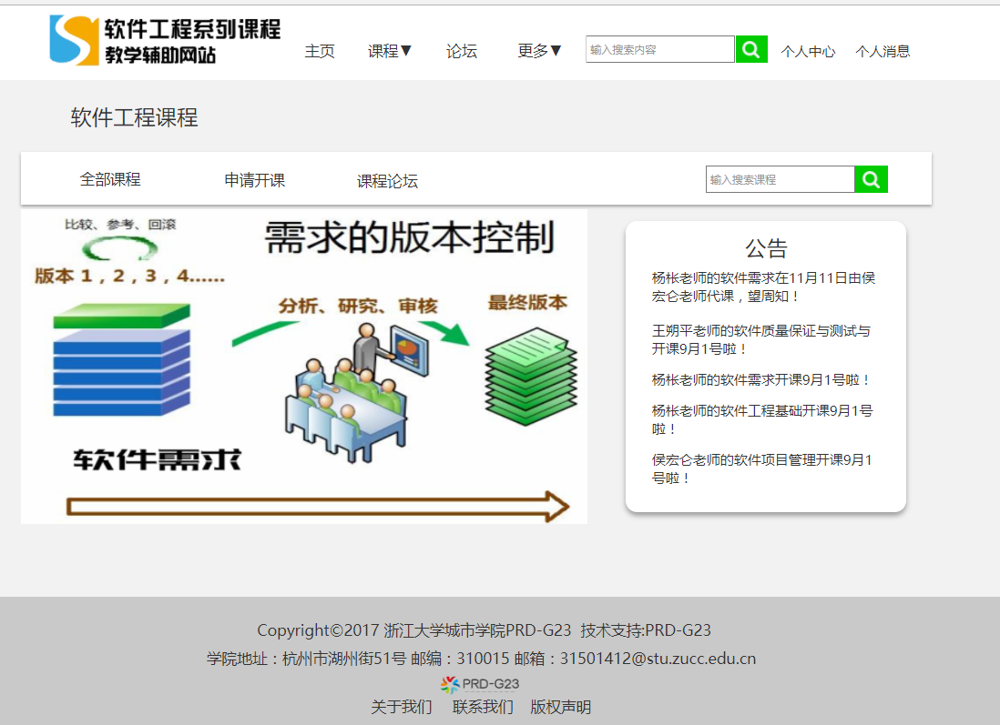 软件工程系列课程
教学辅助网站
主页 课程▼ 论坛 更多▼ 输入搜索内容 个人中心 个人消息
软件工程课程
全部课程 申请开课 课程论坛 输入搜索课程
比较、参考、回滚
需求的版本控制
版本 1，2，3，4……
分析、研究、审核
最终版本
软件需求
公告
杨枨老师的软件需求在11月11日由侯
宏仑老师代课，望周知！
王朔平老师的软件质量保证与测试与
开课9月1号啦！
杨枨老师的软件需求开课9月1号啦！
杨枨老师的软件工程基础开课9月1号
啦！
侯宏仑老师的软件项目管理开课9月1
号啦！
Copyright©2017 浙江大学城市学院PRD-G23 技术支持:PRD-G23
学院地址：杭州市湖州街51号 邮编：310015 邮箱：31501412@stu.zucc.edu.cn
PRD-G23
关于我们 联系我们 版权声明